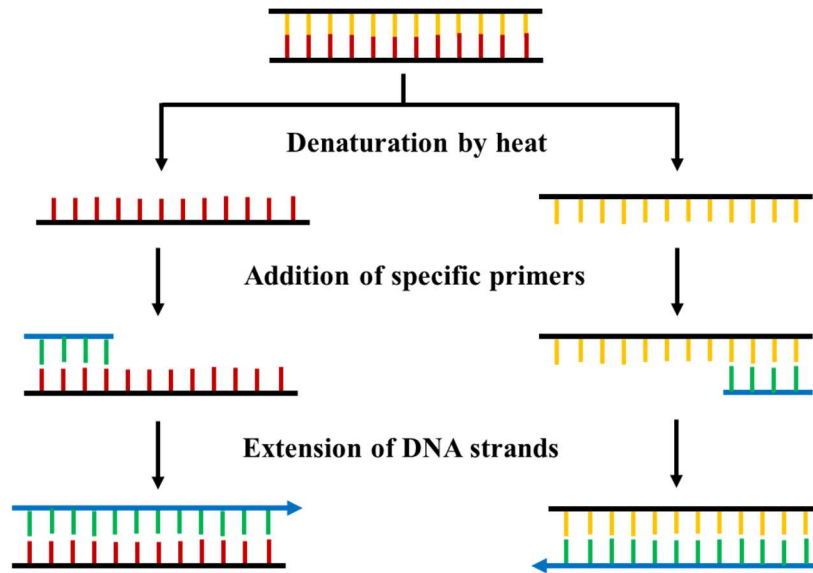 Denaturation by heat
Addition of specific primers
Extension of DNA strands